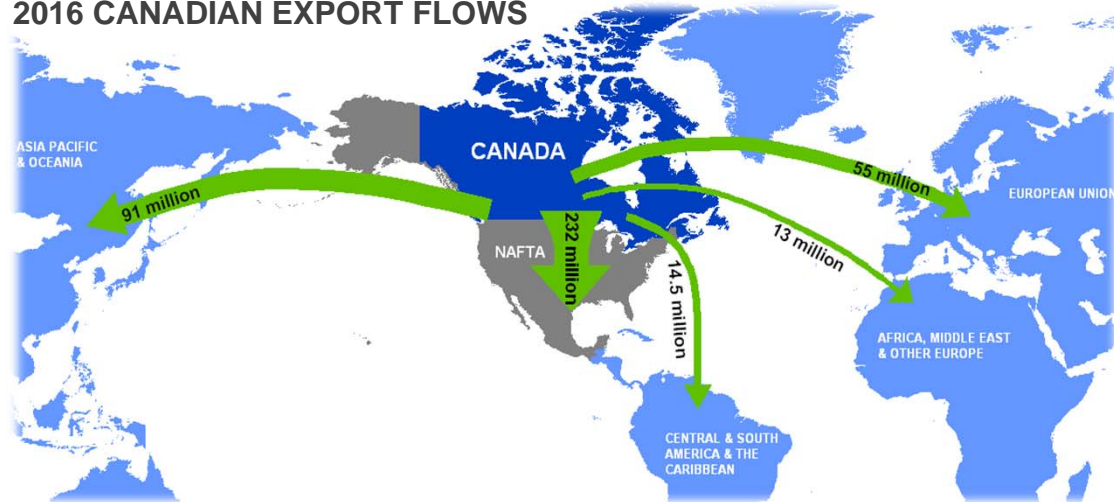 2016 CANADIAN EXPORT FLOWS
ASIA PACIFIC
& OCEANIA
91 million
CANADA
NAFTA
232 million
14.5 million
55 million
13 million
EUROPEAN UNION
AFRICA, MIDDLE EAST
& OTHER EUROPE
CENTRAL & SOUTH
AMERICA & THE
CARIBBEAN